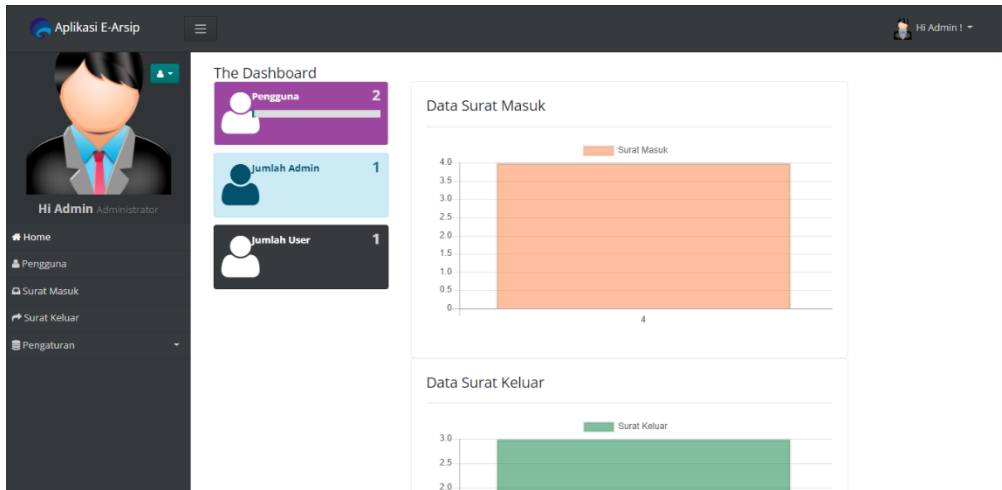 Aplikasi E-Arsip
Hi Admin !
Hi Admin Administrator
Home
Pengguna
Surat Masuk
Surat Keluar
Pengaturan
The Dashboard
Pengguna 2
Jumlah Admin 1
Jumlah User 1
Data Surat Masuk
Surat Masuk
4.0
3.5
3.0
2.5
2.0
1.5
1.0
0.5
0
4
Data Surat Keluar
Surat Keluar
3.0
2.5
2.0